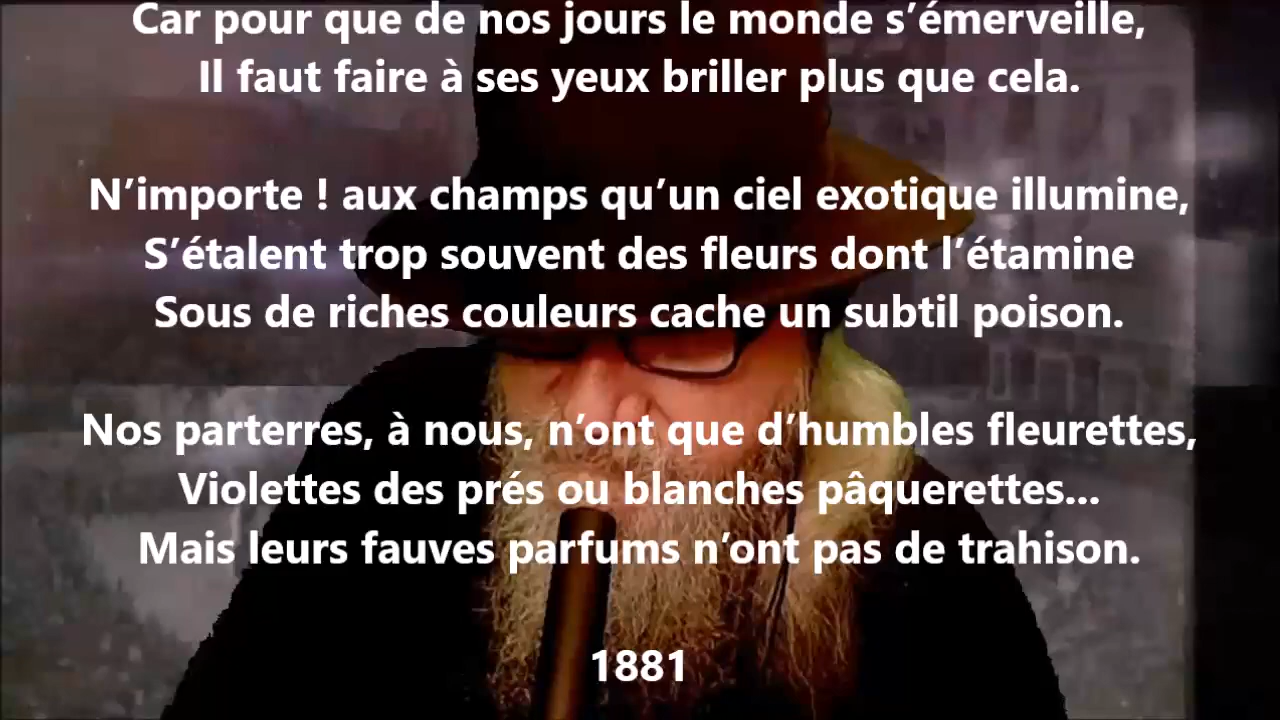 Car pour que de nos jours le monde s’émerveille,
Il faut faire à ses yeux briller plus que cela.
N’importe ! aux champs qu’un ciel exotique illumine,
S’étalent trop souvent des fleurs dont l’étamine
Sous de riches couleurs cache un subtil poison.
Nos parterres, à nous, n’ont que d’humbles fleurettes,
Violettes des prés ou blanches pâquerettes...
Mais leurs fauves parfums n’ont pas de trahison.
1881